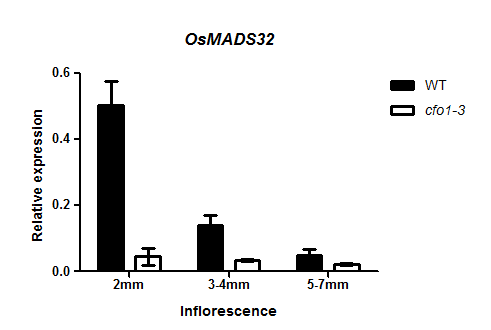 OsMADS32
WT
cfo1-3
Relative expression
0.6
0.4
0.2
0.0
2mm
3-4mm
5-7mm
Inflorescence